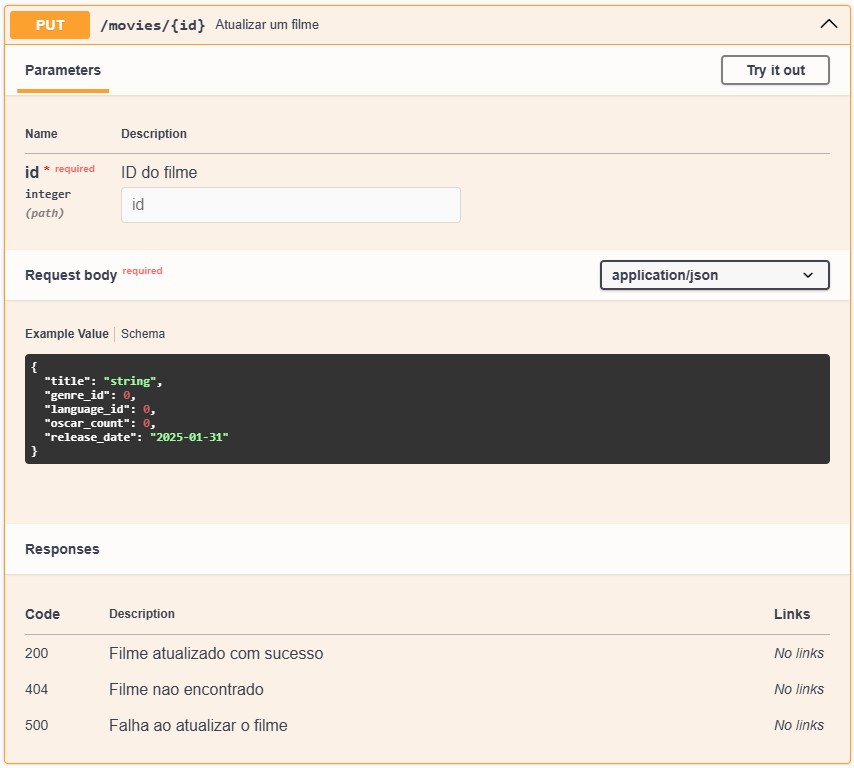 PUT /movies/{id} Atualizar um filme
Parameters Try it out
Name Description
id * required ID do filme
integer id
(path)
Request body required application/json
Example Value Schema
{
  "title": "string",
  "genre_id": 0,
  "language_id": 0,
  "oscar_count": 0,
  "release_date": "2025-01-31"
}
Responses
Code Description Links
200 Filme atualizado com sucesso No links
404 Filme nao encontrado No links
500 Falha ao atualizar o filme No links